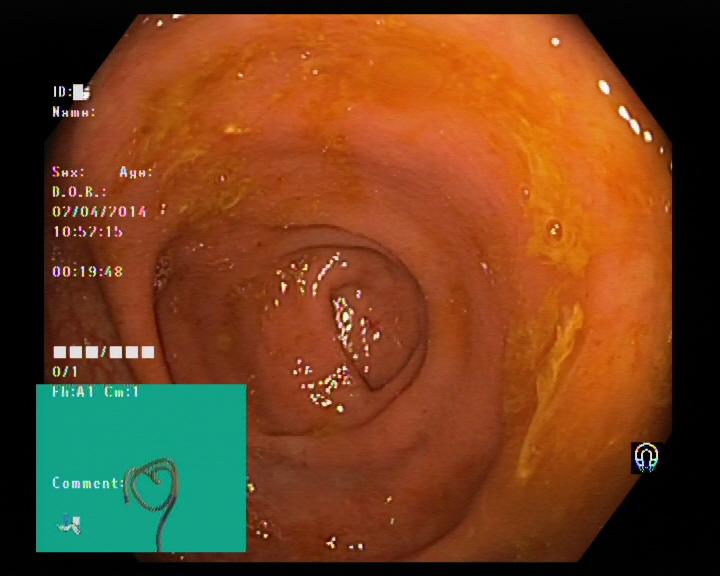 ID:
Name:
Sex: Age:
D.O.B.:
02/04/2014
10:52:15
00:19:48
■■■/■■■
0/1
Eh:A1 Cm:1
Comment: